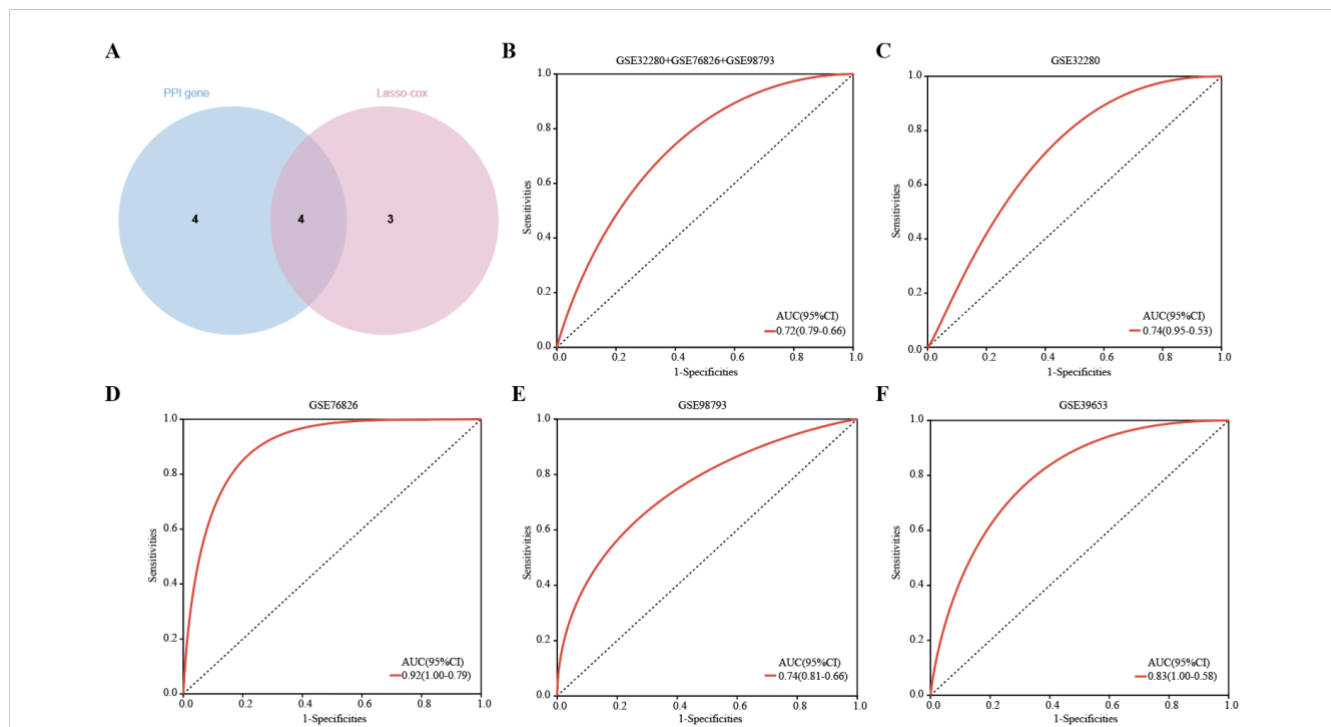 A
PPI gene
Lasso-cox
4
4
3
B
GSE32280+GSE76826+GSE98793
Sensitivities
1.0
0.8
0.6
0.4
0.2
0.0
0.0 0.2 0.4 0.6 0.8 1.0
1-Specificities
AUC(95%CI)
0.72(0.79-0.66)
C
GSE32280
Sensitivities
1.0
0.8
0.6
0.4
0.2
0.0
0.0 0.2 0.4 0.6 0.8 1.0
1-Specificities
AUC(95%CI)
0.74(0.95-0.53)
D
GSE76826
Sensitivities
1.0
0.8
0.6
0.4
0.2
0.0
0.0 0.2 0.4 0.6 0.8 1.0
1-Specificities
AUC(95%CI)
0.92(1.00-0.79)
E
GSE98793
Sensitivities
1.0
0.8
0.6
0.4
0.2
0.0
0.0 0.2 0.4 0.6 0.8 1.0
1-Specificities
AUC(95%CI)
0.74(0.81-0.66)
F
GSE39653
Sensitivities
1.0
0.8
0.6
0.4
0.2
0.0
0.0 0.2 0.4 0.6 0.8 1.0
1-Specificities
AUC(95%CI)
0.83(1.00-0.58)